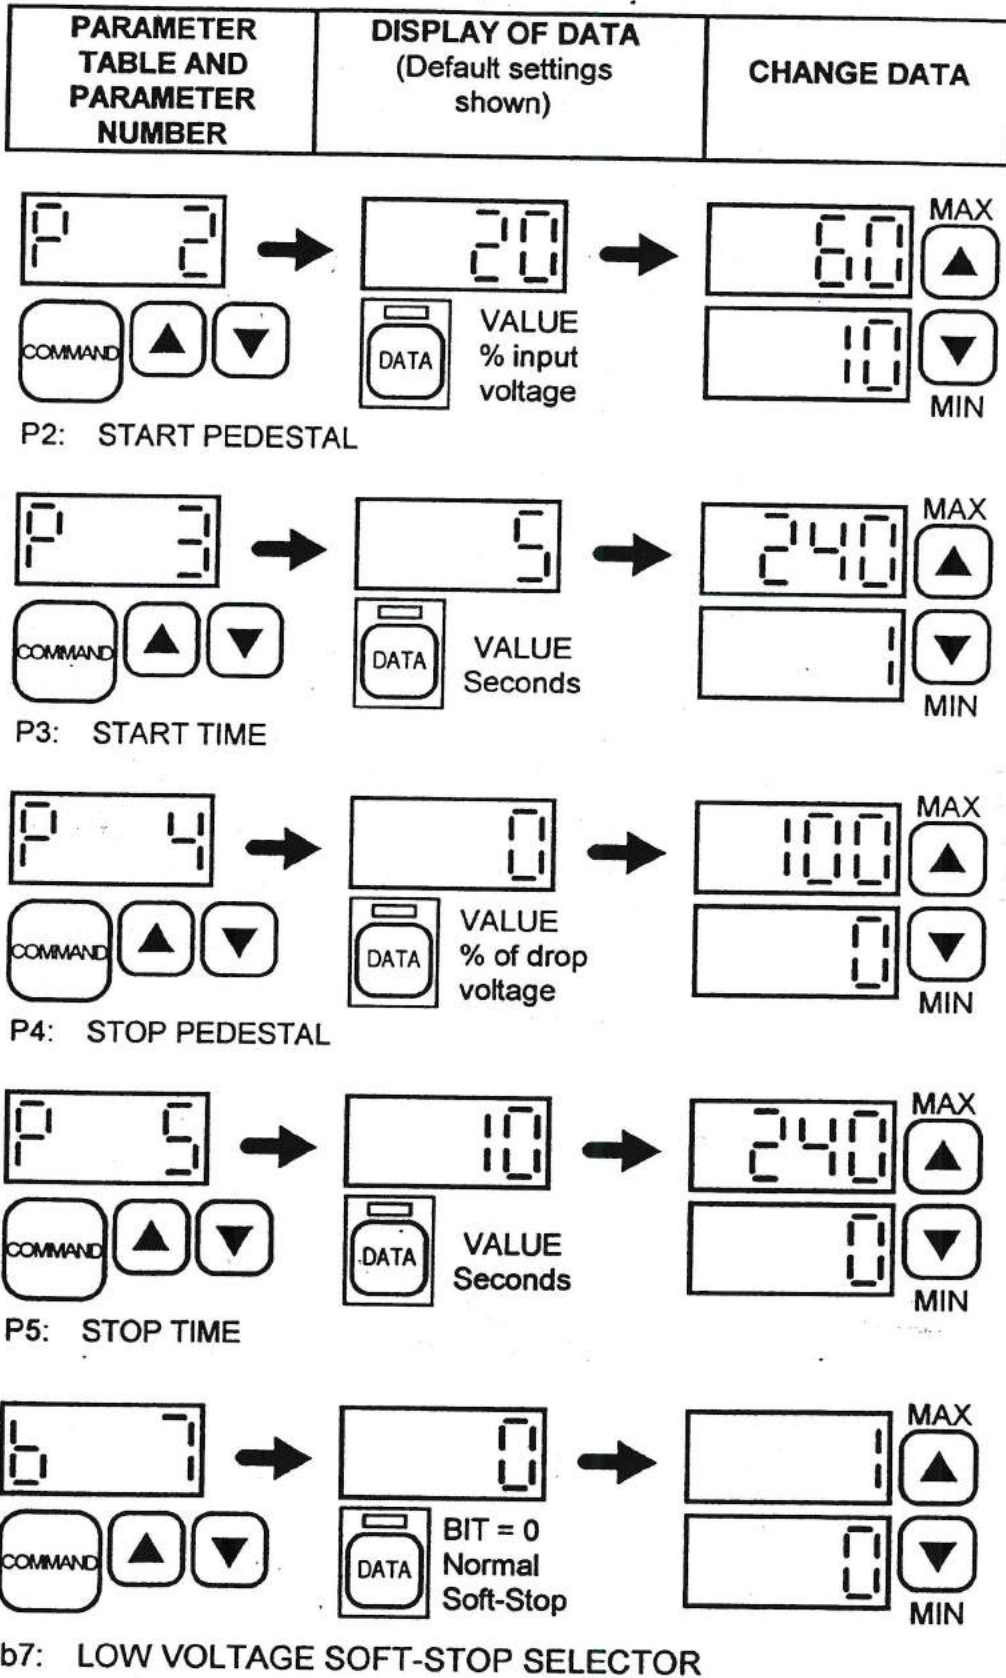 PARAMETER
TABLE AND
PARAMETER
NUMBER
DISPLAY OF DATA
(Default settings
shown)
CHANGE DATA
P 2
20
60
MAX
COMMAND
DATA
VALUE
% input
voltage
10
MIN
P2: START PEDESTAL
P 3
5
240
MAX
COMMAND
DATA
VALUE
Seconds
1
MIN
P3: START TIME
P 4
0
100
MAX
COMMAND
DATA
VALUE
% of drop
voltage
0
MIN
P4: STOP PEDESTAL
P 5
10
240
MAX
COMMAND
DATA
VALUE
Seconds
0
MIN
P5: STOP TIME
b 7
0
1
MAX
COMMAND
DATA
BIT = 0
Normal
Soft-Stop
0
MIN
b7: LOW VOLTAGE SOFT-STOP SELECTOR